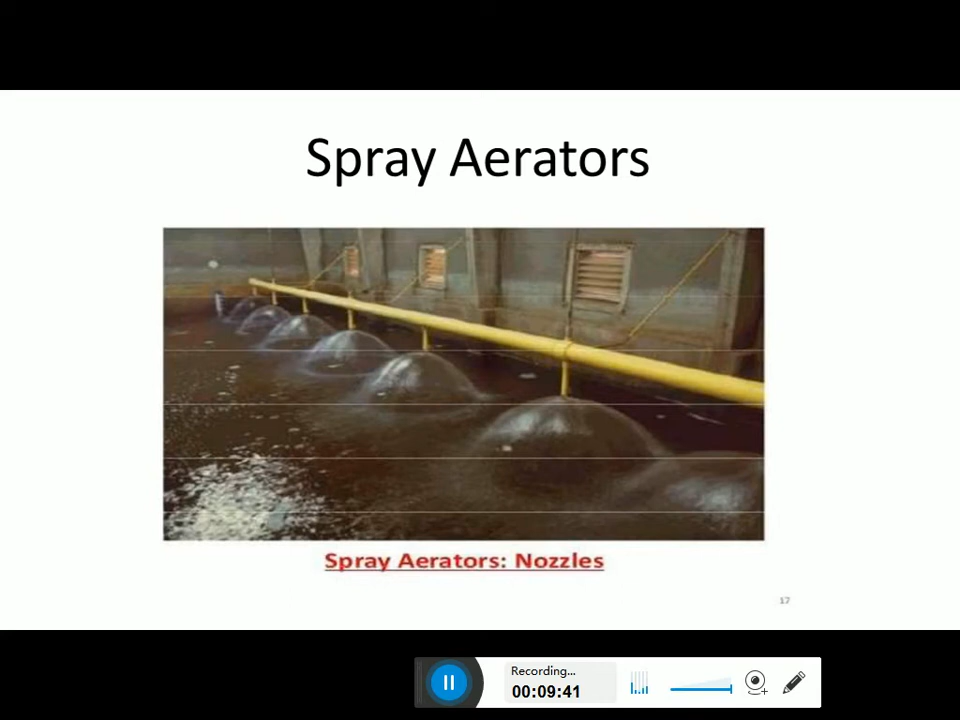 Spray Aerators
Spray Aerators: Nozzles
17
Recording...
00:09:41